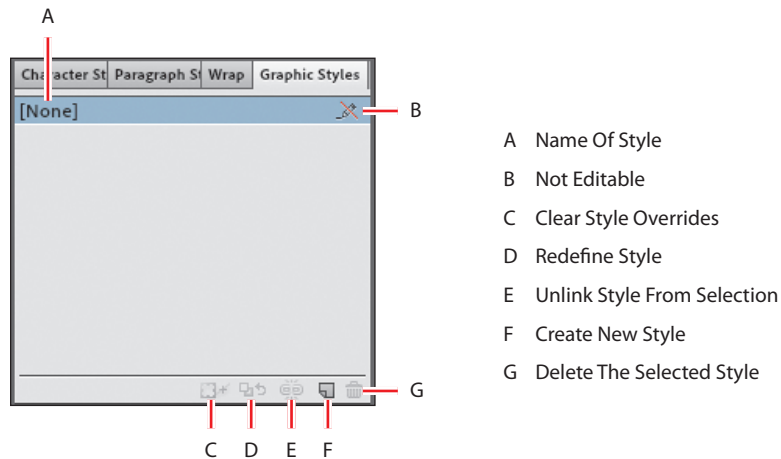 A
Character St Paragraph St Wrap Graphic Styles
[None]
B
G
C D E F
A Name Of Style
B Not Editable
C Clear Style Overrides
D Redefine Style
E Unlink Style From Selection
F Create New Style
G Delete The Selected Style